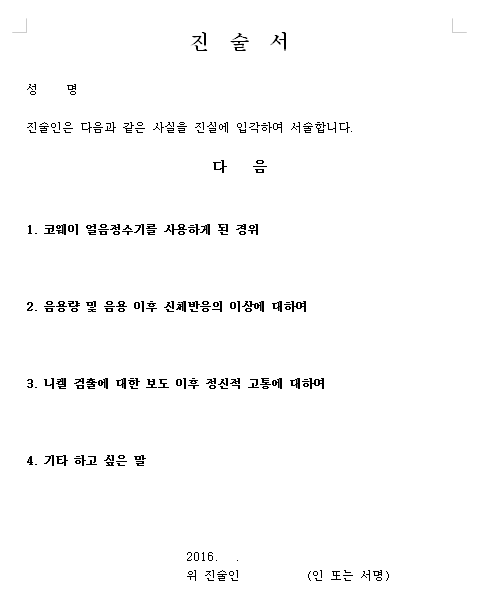 진 술 서
성 명
진술인은 다음과 같은 사실을 진실에 입각하여 서술합니다.
다 음
1. 코웨이 얼음정수기를 사용하게 된 경위
2. 음용량 및 음용 이후 신체반응의 이상에 대하여
3. 니켈 검출에 대한 보도 이후 정신적 고통에 대하여
4. 기타 하고 싶은 말
2016. .
위 진술인 (인 또는 서명)